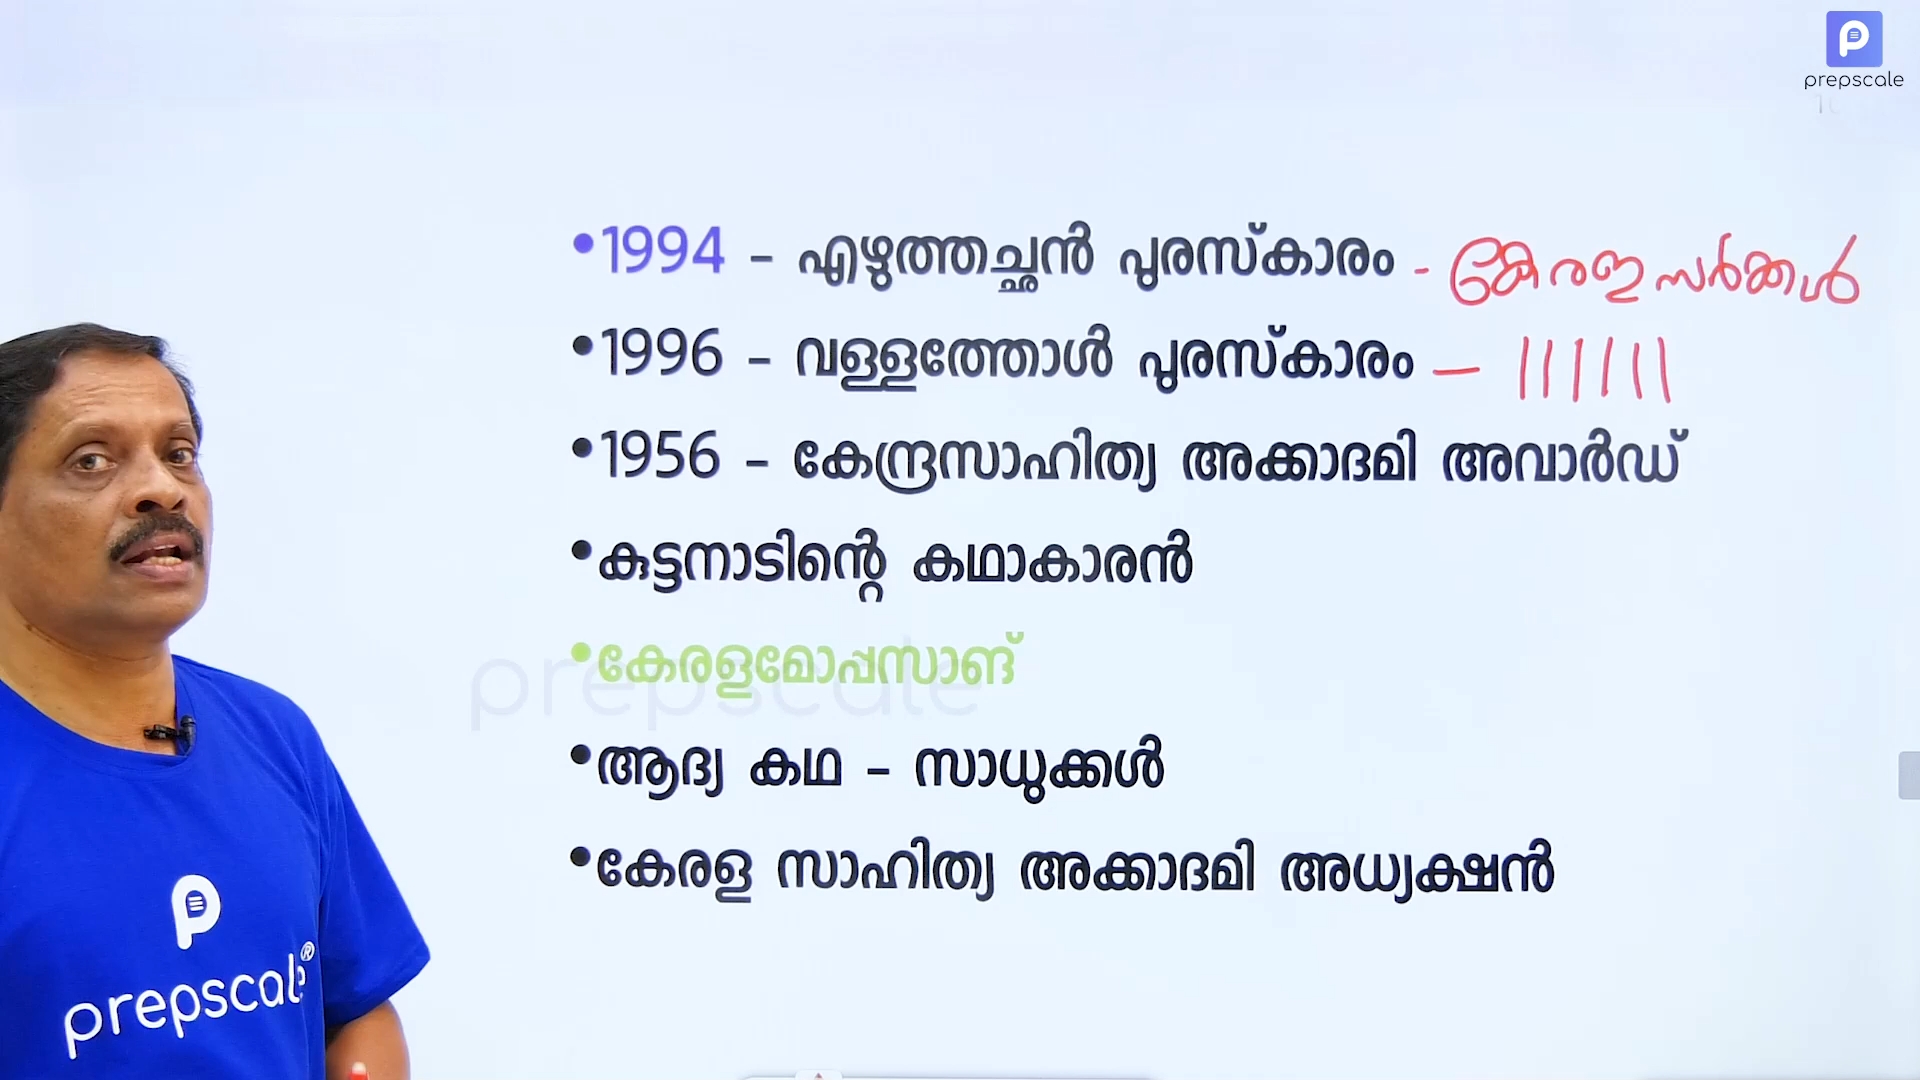 prepscale
•1994 – എഴുത്തച്ഛൻ പുരസ്കാരം - കേരള സർക്കാർ
•1996 – വള്ളത്തോൾ പുരസ്കാരം –
•1956 – കേന്ദ്രസാഹിത്യ അക്കാദമി അവാർഡ്
•കുട്ടനാടിന്റെ കഥാകാരൻ
•കേരളമോപ്പസാങ്
prepscale
•ആദ്യ കഥ – സാധുക്കൾ
•കേരള സാഹിത്യ അക്കാദമി അധ്യക്ഷൻ
prepscale®